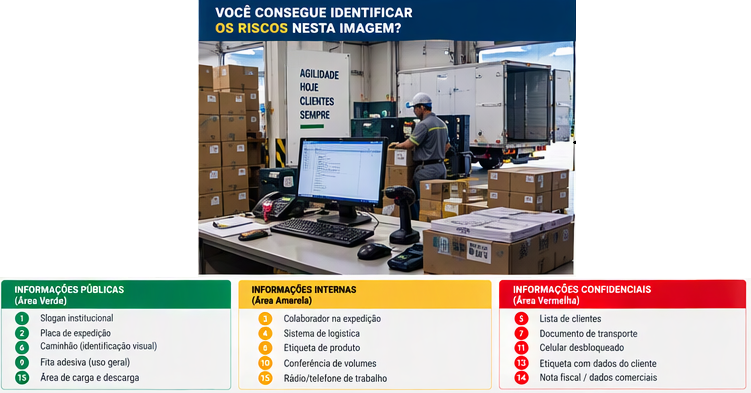 VOCÊ CONSEGUE IDENTIFICAR
OS RISCOS NESTA IMAGEM?
AGILIDADE
HOJE
CLIENTES
SEMPRE
INFORMAÇÕES PÚBLICAS
(Área Verde)
1 Slogan institucional
2 Placa de expedição
6 Caminhão (identificação visual)
9 Fita adesiva (uso geral)
15 Área de carga e descarga
INFORMAÇÕES INTERNAS
(Área Amarela)
3 Colaborador na expedição
4 Sistema de logistica
8 Etiqueta de produto
10 Conferência de volumes
15 Rádio/telefone de trabalho
INFORMAÇÕES CONFIDENCIAIS
(Área Vermelha)
5 Lista de clientes
7 Documento de transporte
11 Celular desbloqueado
13 Etiqueta com dados do cliente
14 Nota fiscal / dados comerciais